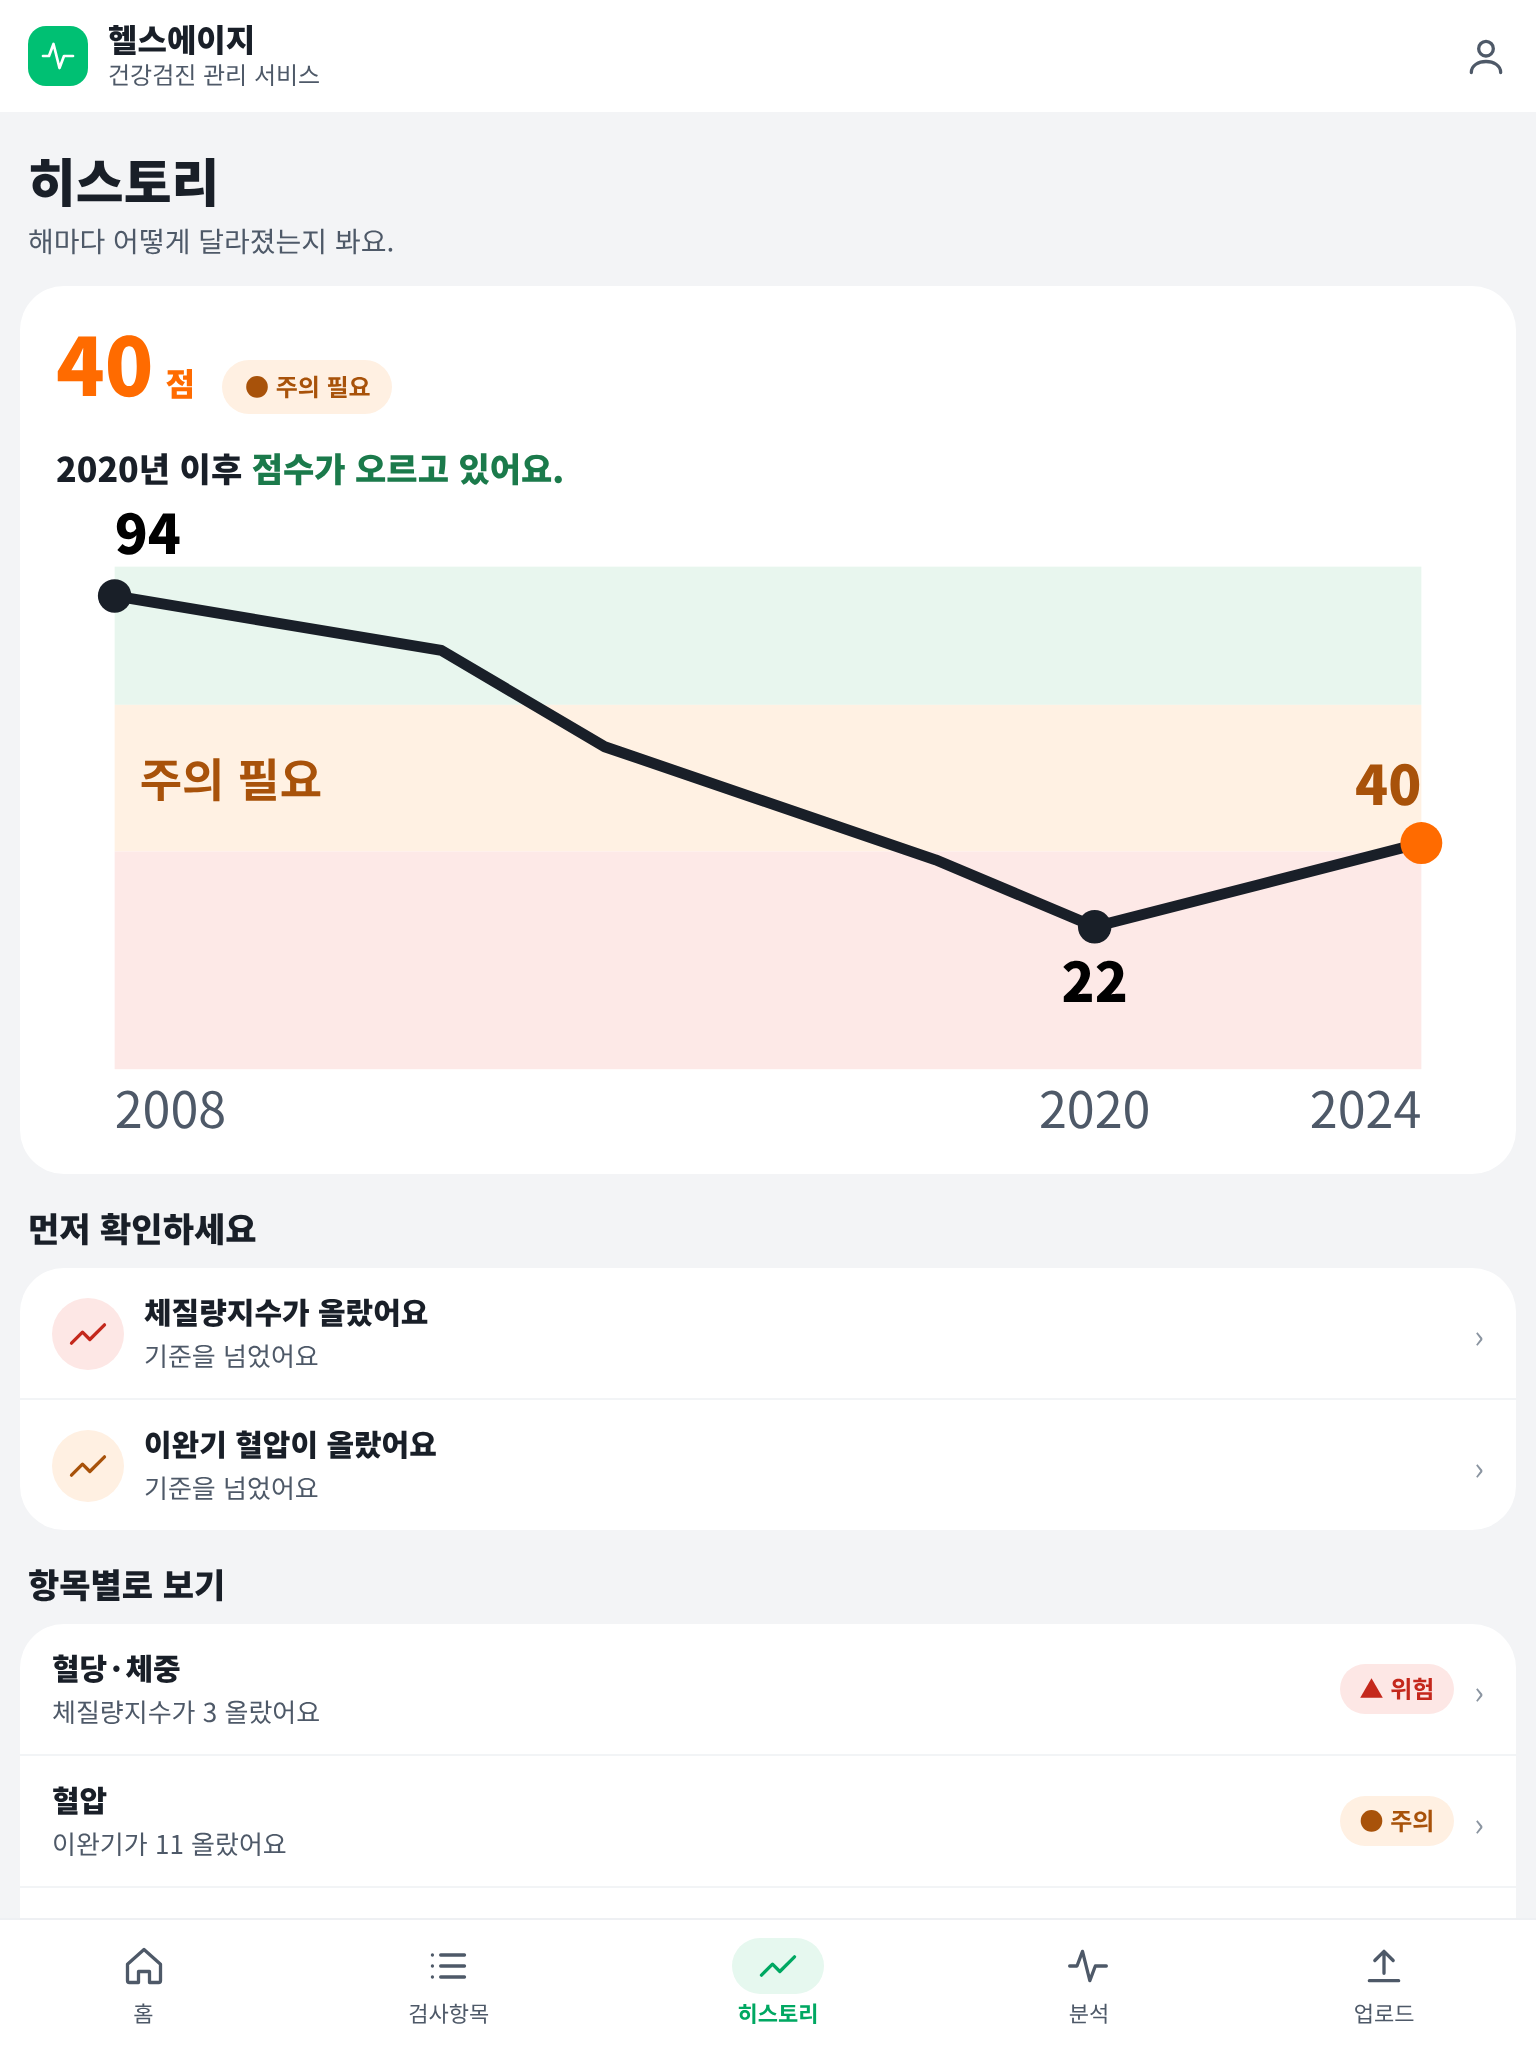 헬스에이지
건강검진 관리 서비스
히스토리
해마다 어떻게 달라졌는지 봐요.
40 점 주의 필요
2020년 이후 점수가 오르고 있어요.
94
주의 필요
40
22
2008 2020 2024
먼저 확인하세요
체질량지수가 올랐어요
기준을 넘었어요
이완기 혈압이 올랐어요
기준을 넘었어요
항목별로 보기
혈당·체중
체질량지수가 3 올랐어요
위험
혈압
이완기가 11 올랐어요
주의
홈 검사항목 히스토리 분석 업로드